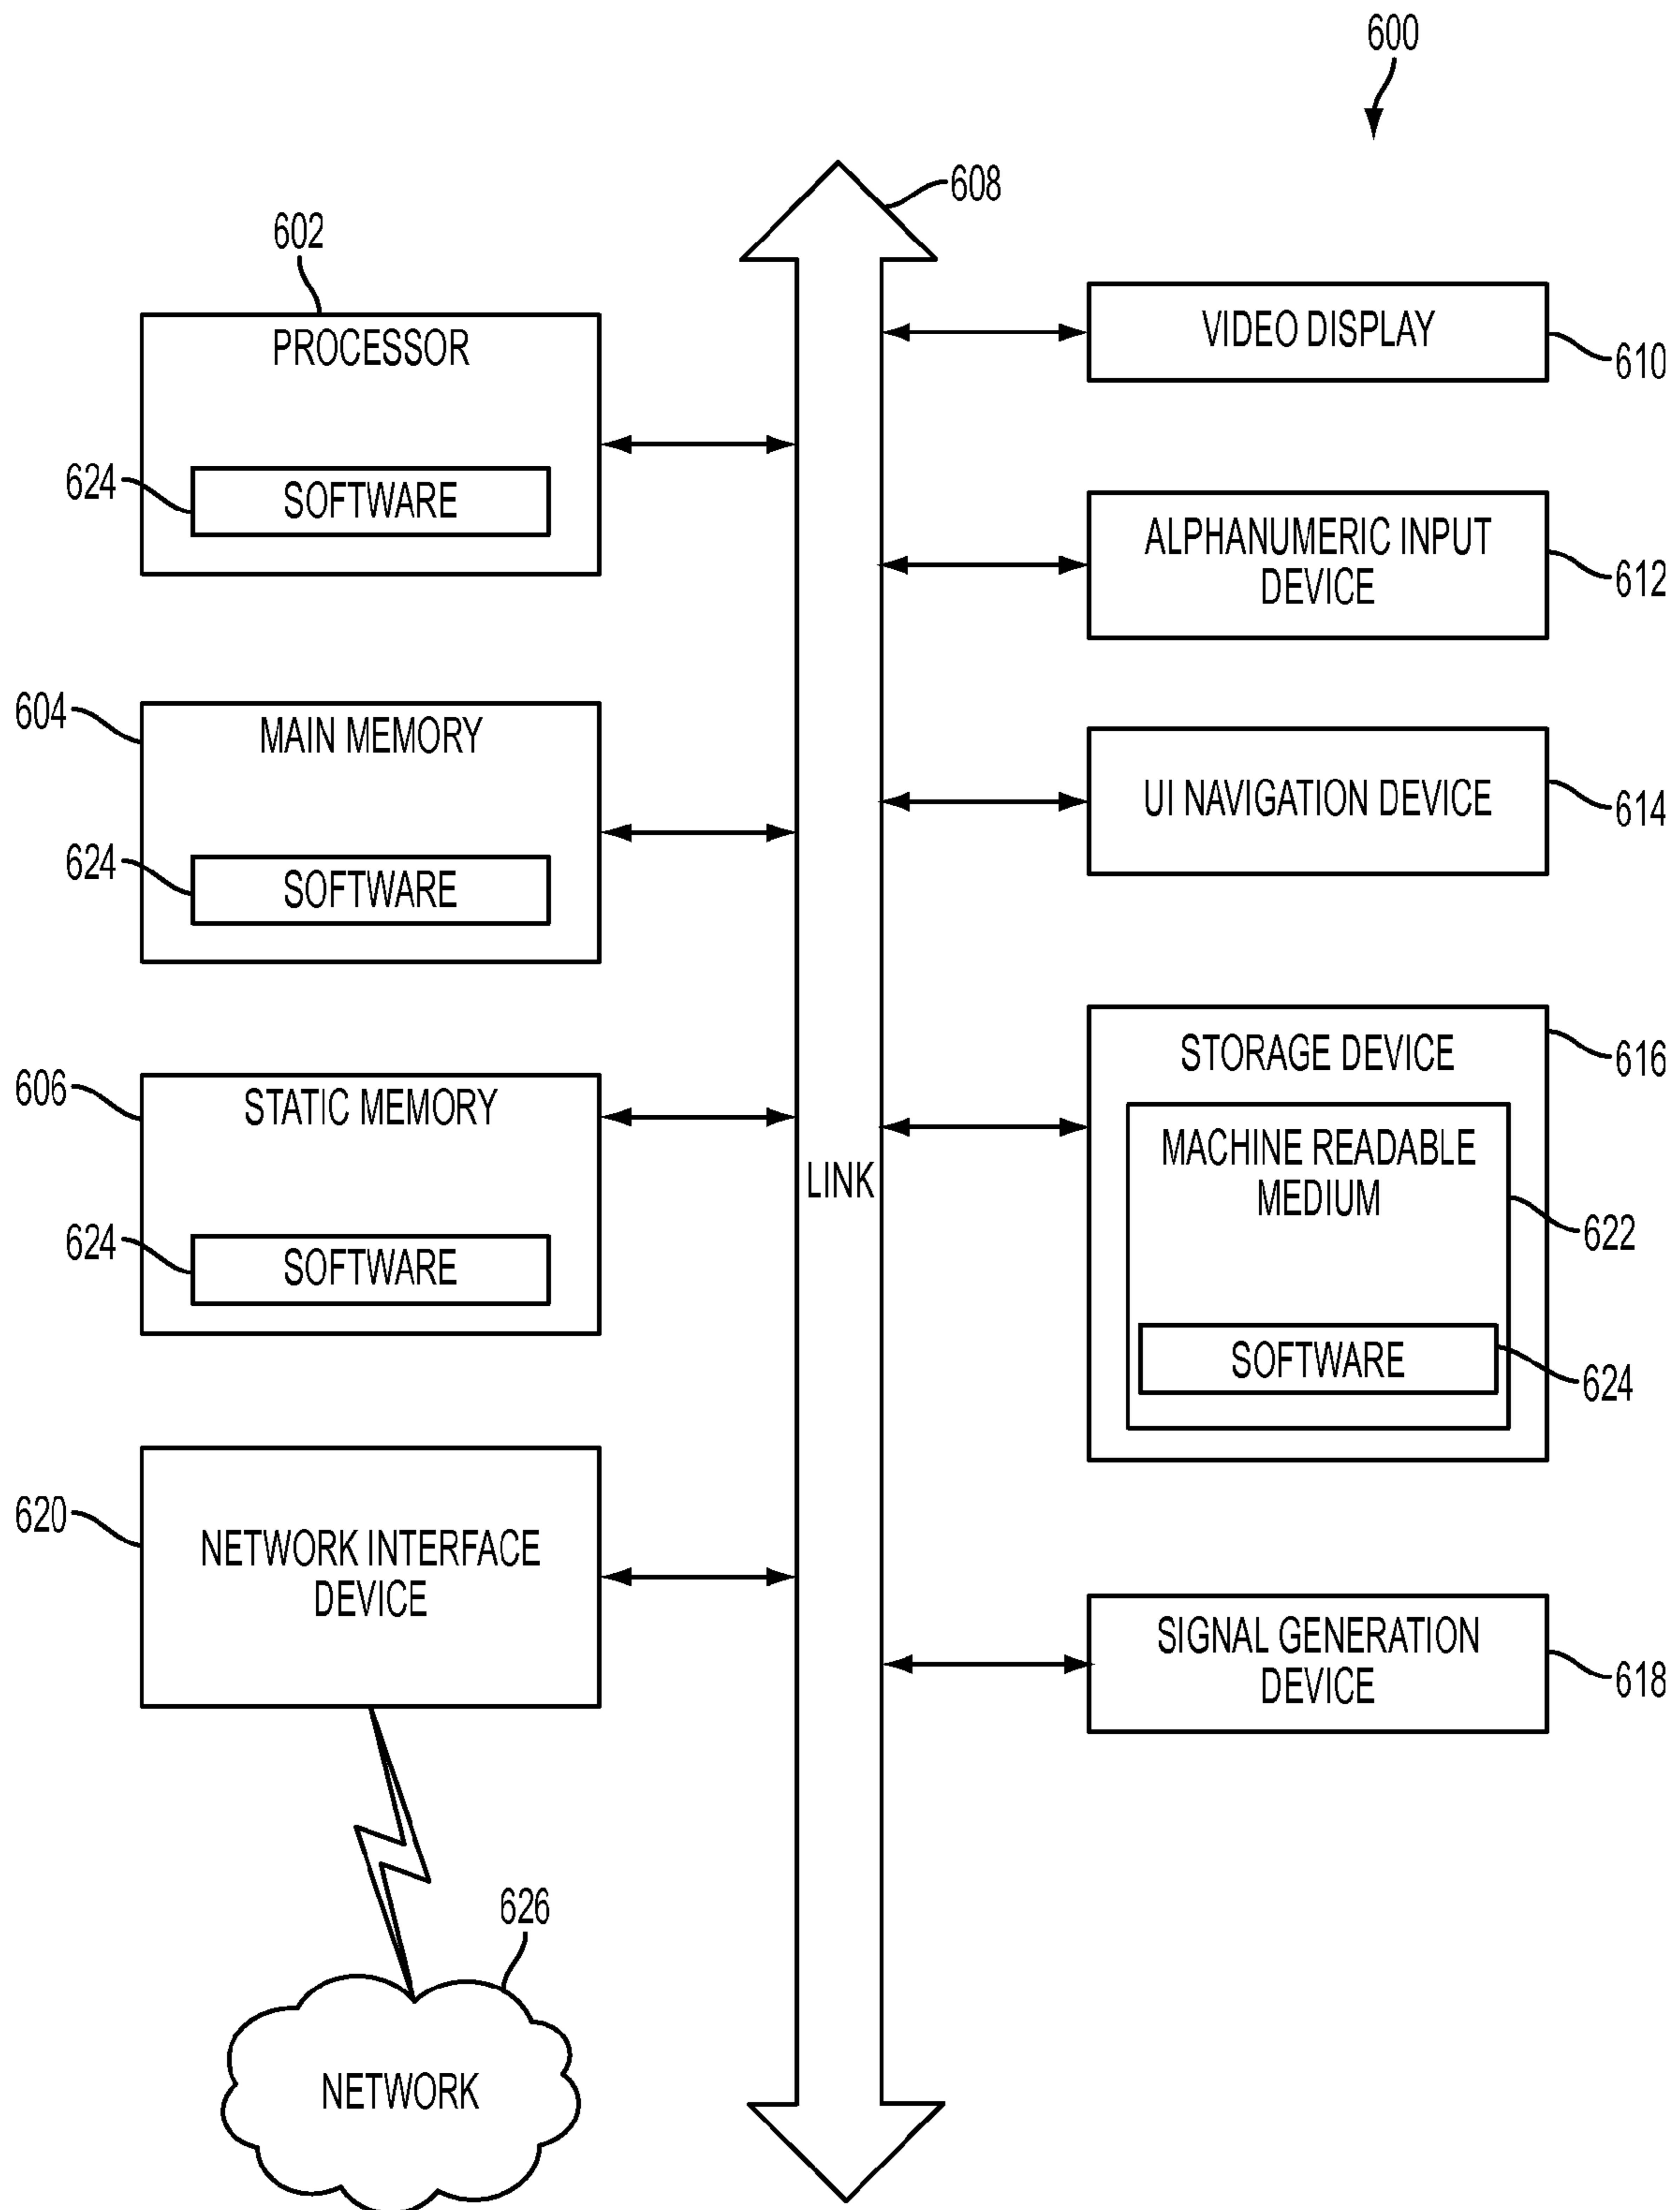 600
608
602
PROCESSOR
624
SOFTWARE
604
MAIN MEMORY
624
SOFTWARE
606
STATIC MEMORY
624
SOFTWARE
620
NETWORK INTERFACE
DEVICE
626
NETWORK
LINK
VIDEO DISPLAY
610
ALPHANUMERIC INPUT
DEVICE
612
UI NAVIGATION DEVICE
614
STORAGE DEVICE
616
MACHINE READABLE
MEDIUM
622
SOFTWARE
624
SIGNAL GENERATION
DEVICE
618